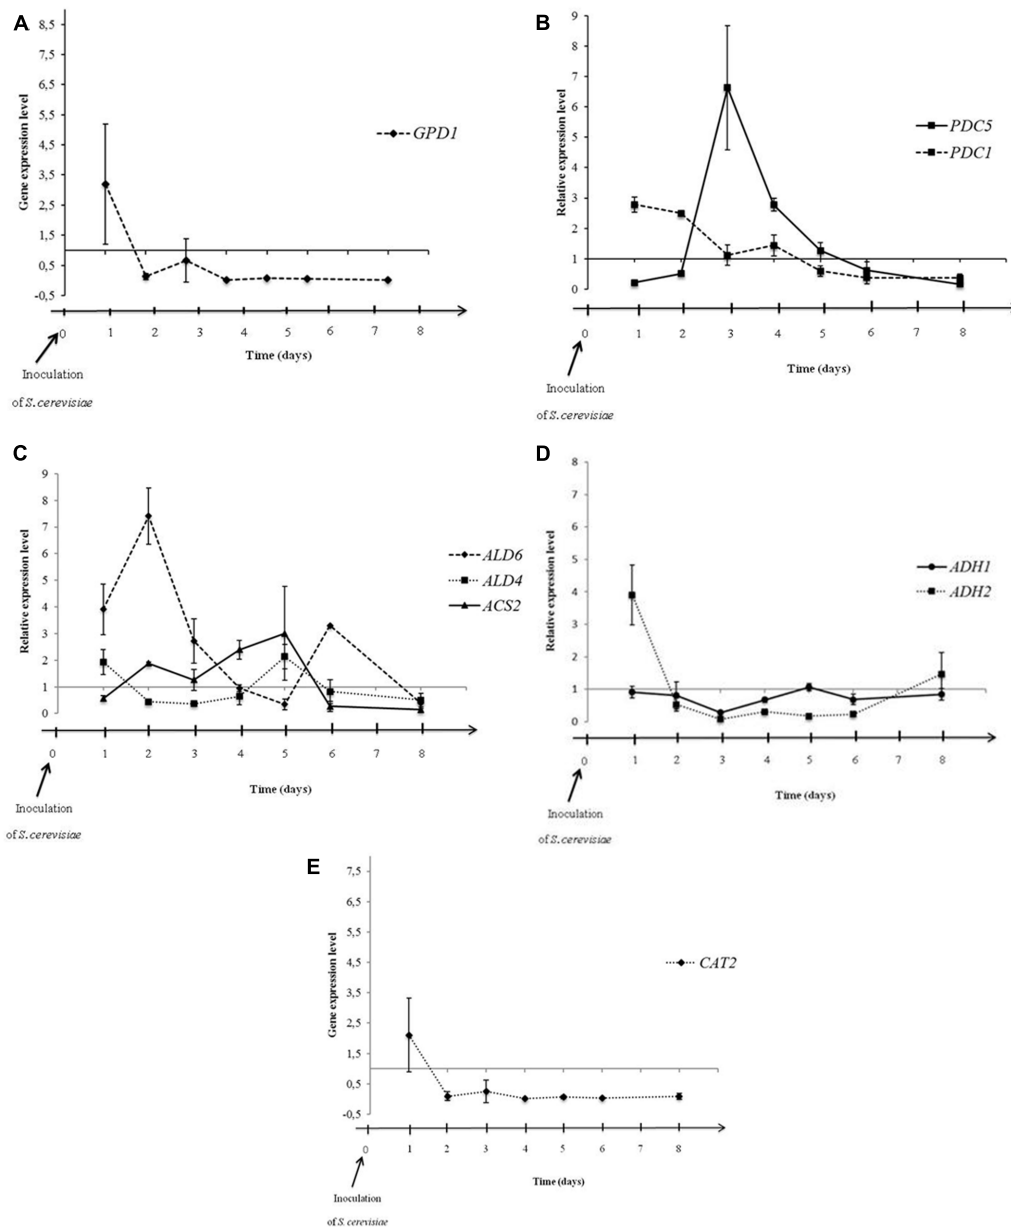 A
8,5
7,5
6,5
5,5
4,5
3,5
2,5
1,5
0,5
-0,5
Gene expression level
GPD1
0 1 2 3 4 5 6 7 8
Time (days)
Inoculation
of S.cerevisiae
B
9
8
7
6
5
4
3
2
1
0
Relative expression level
PDC5
PDC1
0 1 2 3 4 5 6 7 8
Time (days)
Inoculation
of S.cerevisiae
C
9
8
7
6
5
4
3
2
1
0
Relative expression level
ALD6
ALD4
ACS2
0 1 2 3 4 5 6 7 8
Time (days)
Inoculation
of S.cerevisiae
D
8
7
6
5
4
3
2
1
0
Relative expression level
ADH1
ADH2
0 1 2 3 4 5 6 7 8
Time (days)
Inoculation
of S.cerevisiae
E
7,5
6,5
5,5
4,5
3,5
2,5
1,5
0,5
-0,5
Gene expression level
CAT2
0 1 2 3 4 5 6 7 8
Time (days)
Inoculation
of S.cerevisiae